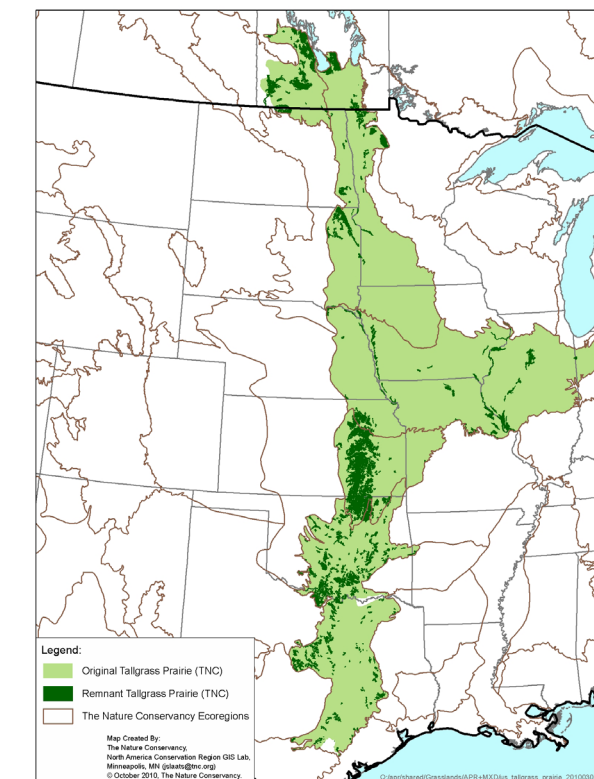 Legend:
Original Tallgrass Prairie (TNC)
Remnant Tallgrass Prairie (TNC)
The Nature Conservancy Ecoregions
Map Created By:
The Nature Conservancy,
North America Conservation Region GIS Lab,
Minneapolis, MN (jslaats@tnc.org)
© October 2010, The Nature Conservancy.